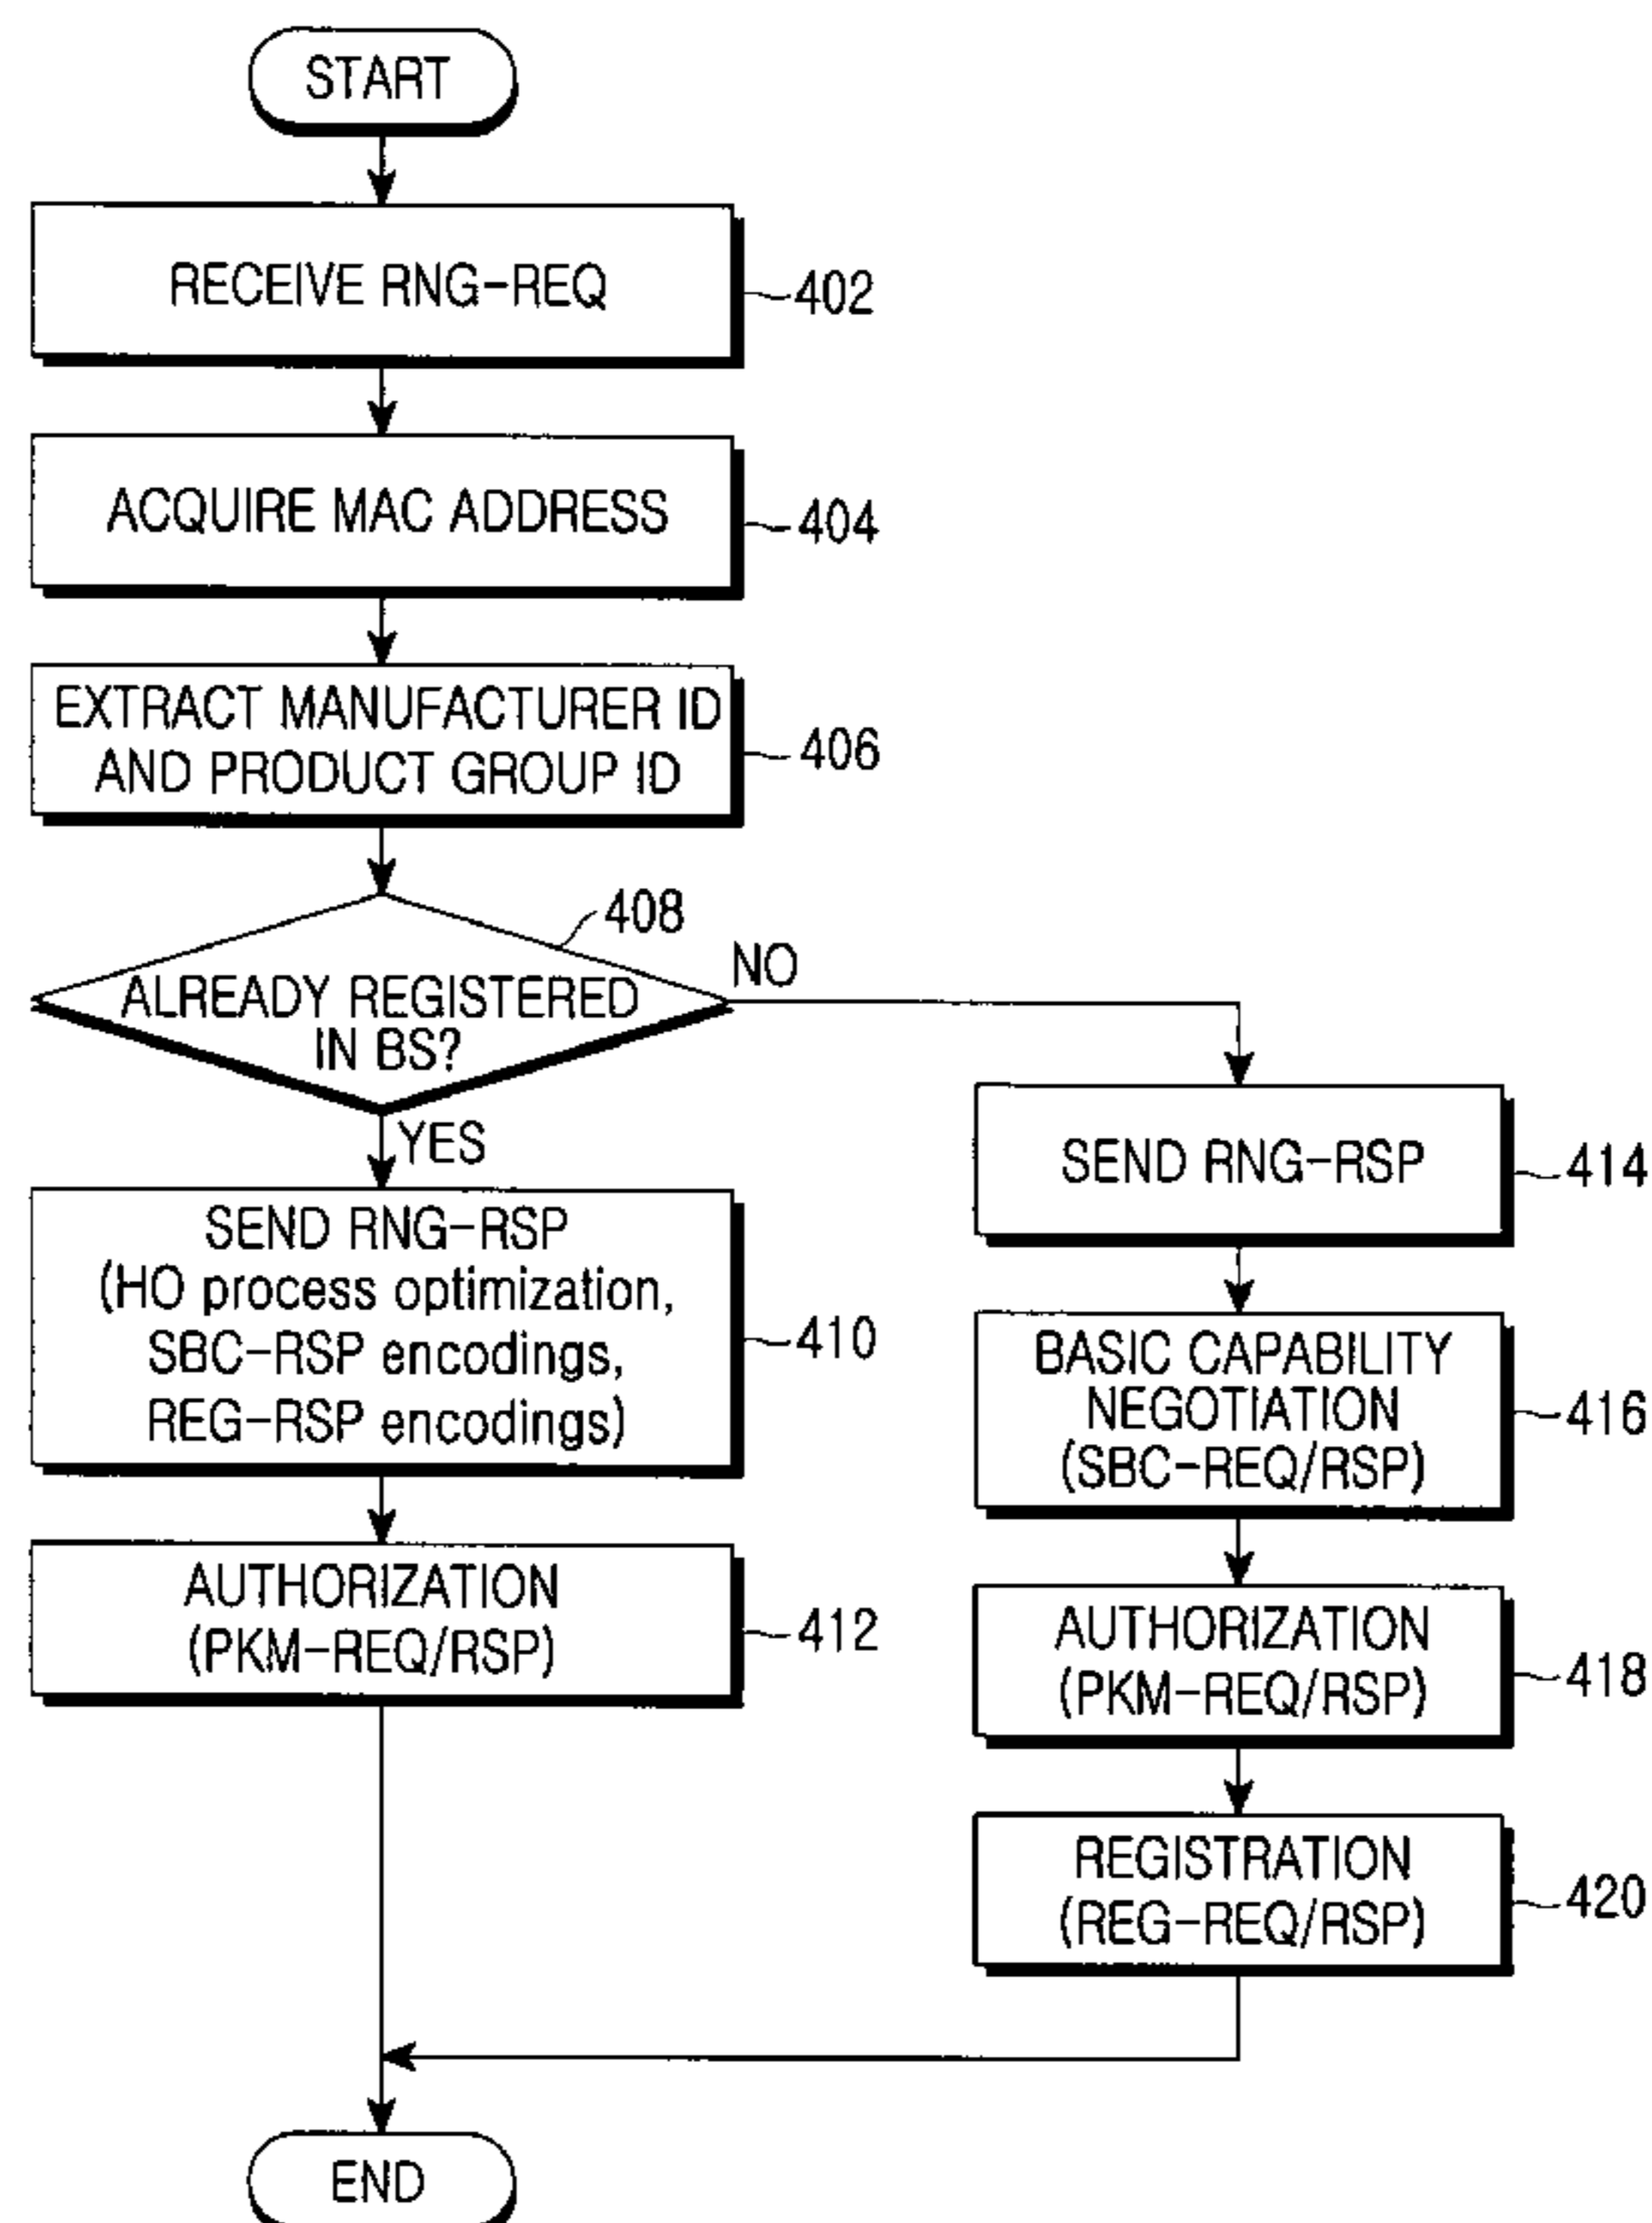 START
RECEIVE RNG-REQ
402
ACQUIRE MAC ADDRESS
404
EXTRACT MANUFACTURER ID
AND PRODUCT GROUP ID
406
408
ALREADY REGISTERED
IN BS?
NO
YES
SEND RNG-RSP
(HO process optimization,
SBC-RSP encodings,
REG-RSP encodings)
410
AUTHORIZATION
(PKM-REQ/RSP)
412
SEND RNG-RSP
414
BASIC CAPABILITY
NEGOTIATION
(SBC-REQ/RSP)
416
AUTHORIZATION
(PKM-REQ/RSP)
418
REGISTRATION
(REG-REQ/RSP)
420
END